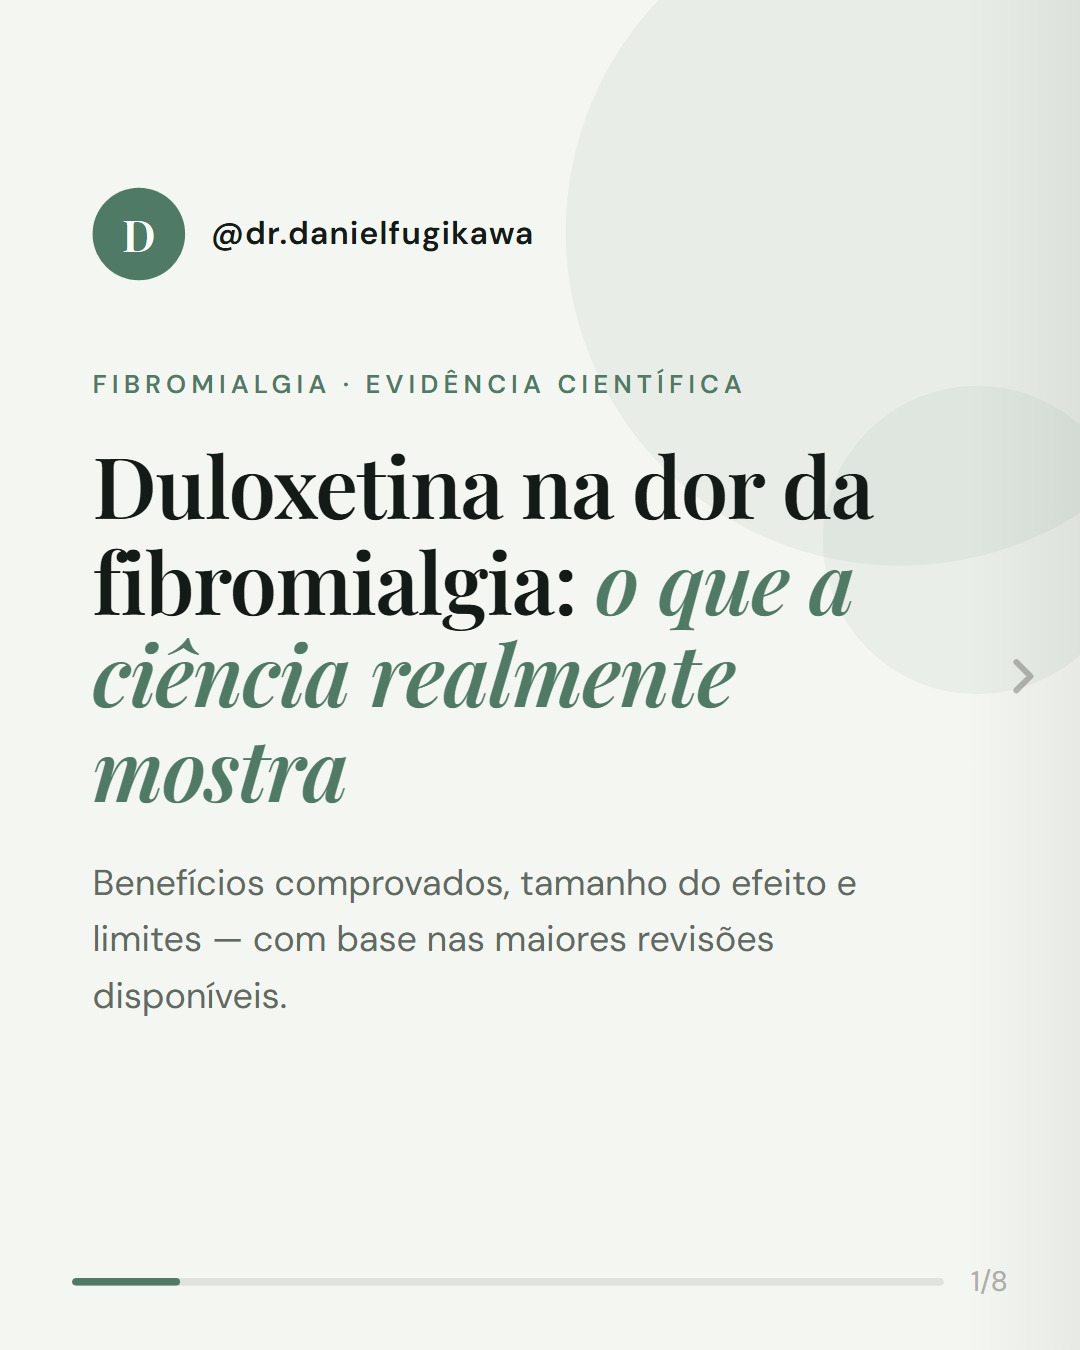 D
@dr.danielfugikawa
FIBROMIALGIA · EVIDÊNCIA CIENTÍFICA
Duloxetina na dor da
fibromialgia: o que a
ciência realmente
mostra
Benefícios comprovados, tamanho do efeito e
limites — com base nas maiores revisões
disponíveis.
1/8